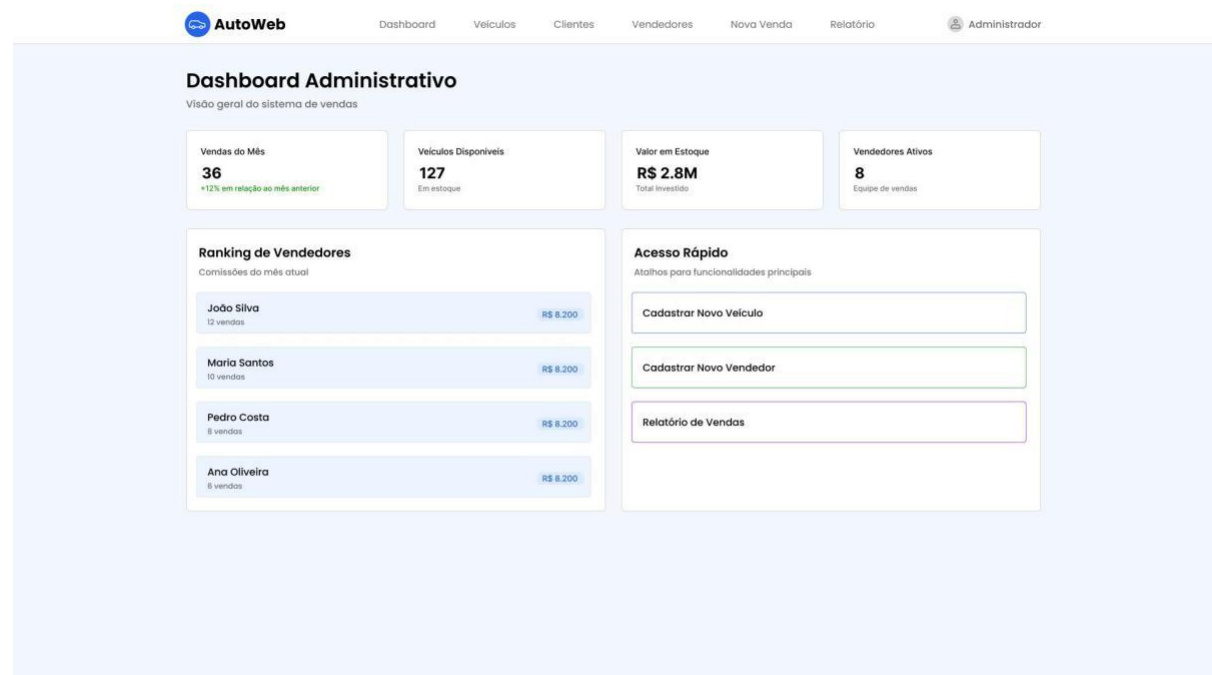 AutoWeb Dashboard Veículos Clientes Vendedores Nova Venda Relatório Administrador
Dashboard Administrativo
Visão geral do sistema de vendas
Vendas do Mês
36
+12% em relação ao mês anterior
Veículos Disponíveis
127
Em estoque
Valor em Estoque
R$ 2.8M
Total Investido
Vendedores Ativos
8
Equipe de vendas
Ranking de Vendedores
Comissões do mês atual
João Silva
12 vendas
R$ 8.200
Maria Santos
10 vendas
R$ 8.200
Pedro Costa
8 vendas
R$ 8.200
Ana Oliveira
6 vendas
R$ 8.200
Acesso Rápido
Atalhos para funcionalidades principais
Cadastrar Novo Veículo
Cadastrar Novo Vendedor
Relatório de Vendas